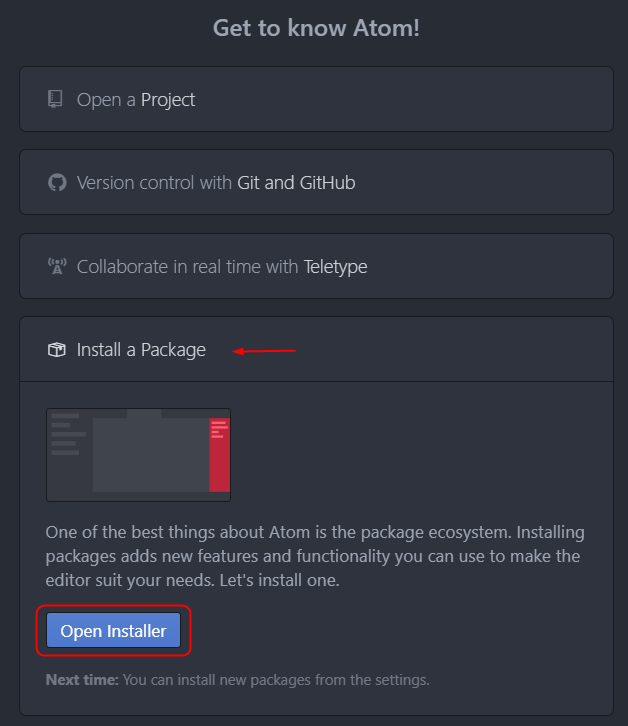 Get to know Atom!
Open a Project
Version control with Git and GitHub
Collaborate in real time with Teletype
Install a Package
One of the best things about Atom is the package ecosystem. Installing
packages adds new features and functionality you can use to make the
editor suit your needs. Let's install one.
Open Installer
Next time: You can install new packages from the settings.